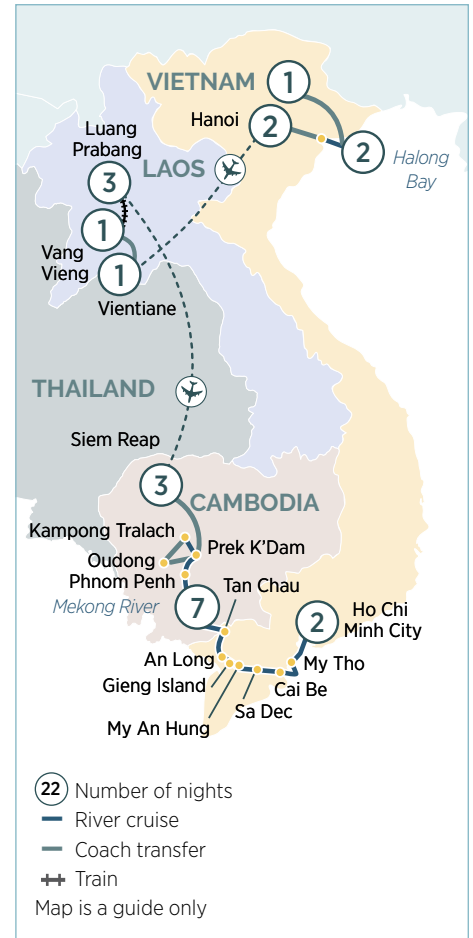 VIETNAM
1
Hanoi
2
2
Halong
Bay
Luang
Prabang
LAOS
3
1
Vang
Vieng
1
Vientiane
THAILAND
Siem Reap
3
CAMBODIA
Kampong Tralach
Prek K'Dam
Oudong
Phnom Penh
Tan Chau
Mekong River
7
2
Ho Chi
Minh City
An Long
My Tho
Gieng Island
Cai Be
Sa Dec
My An Hung
22 Number of nights
River cruise
Coach transfer
Train
Map is a guide only